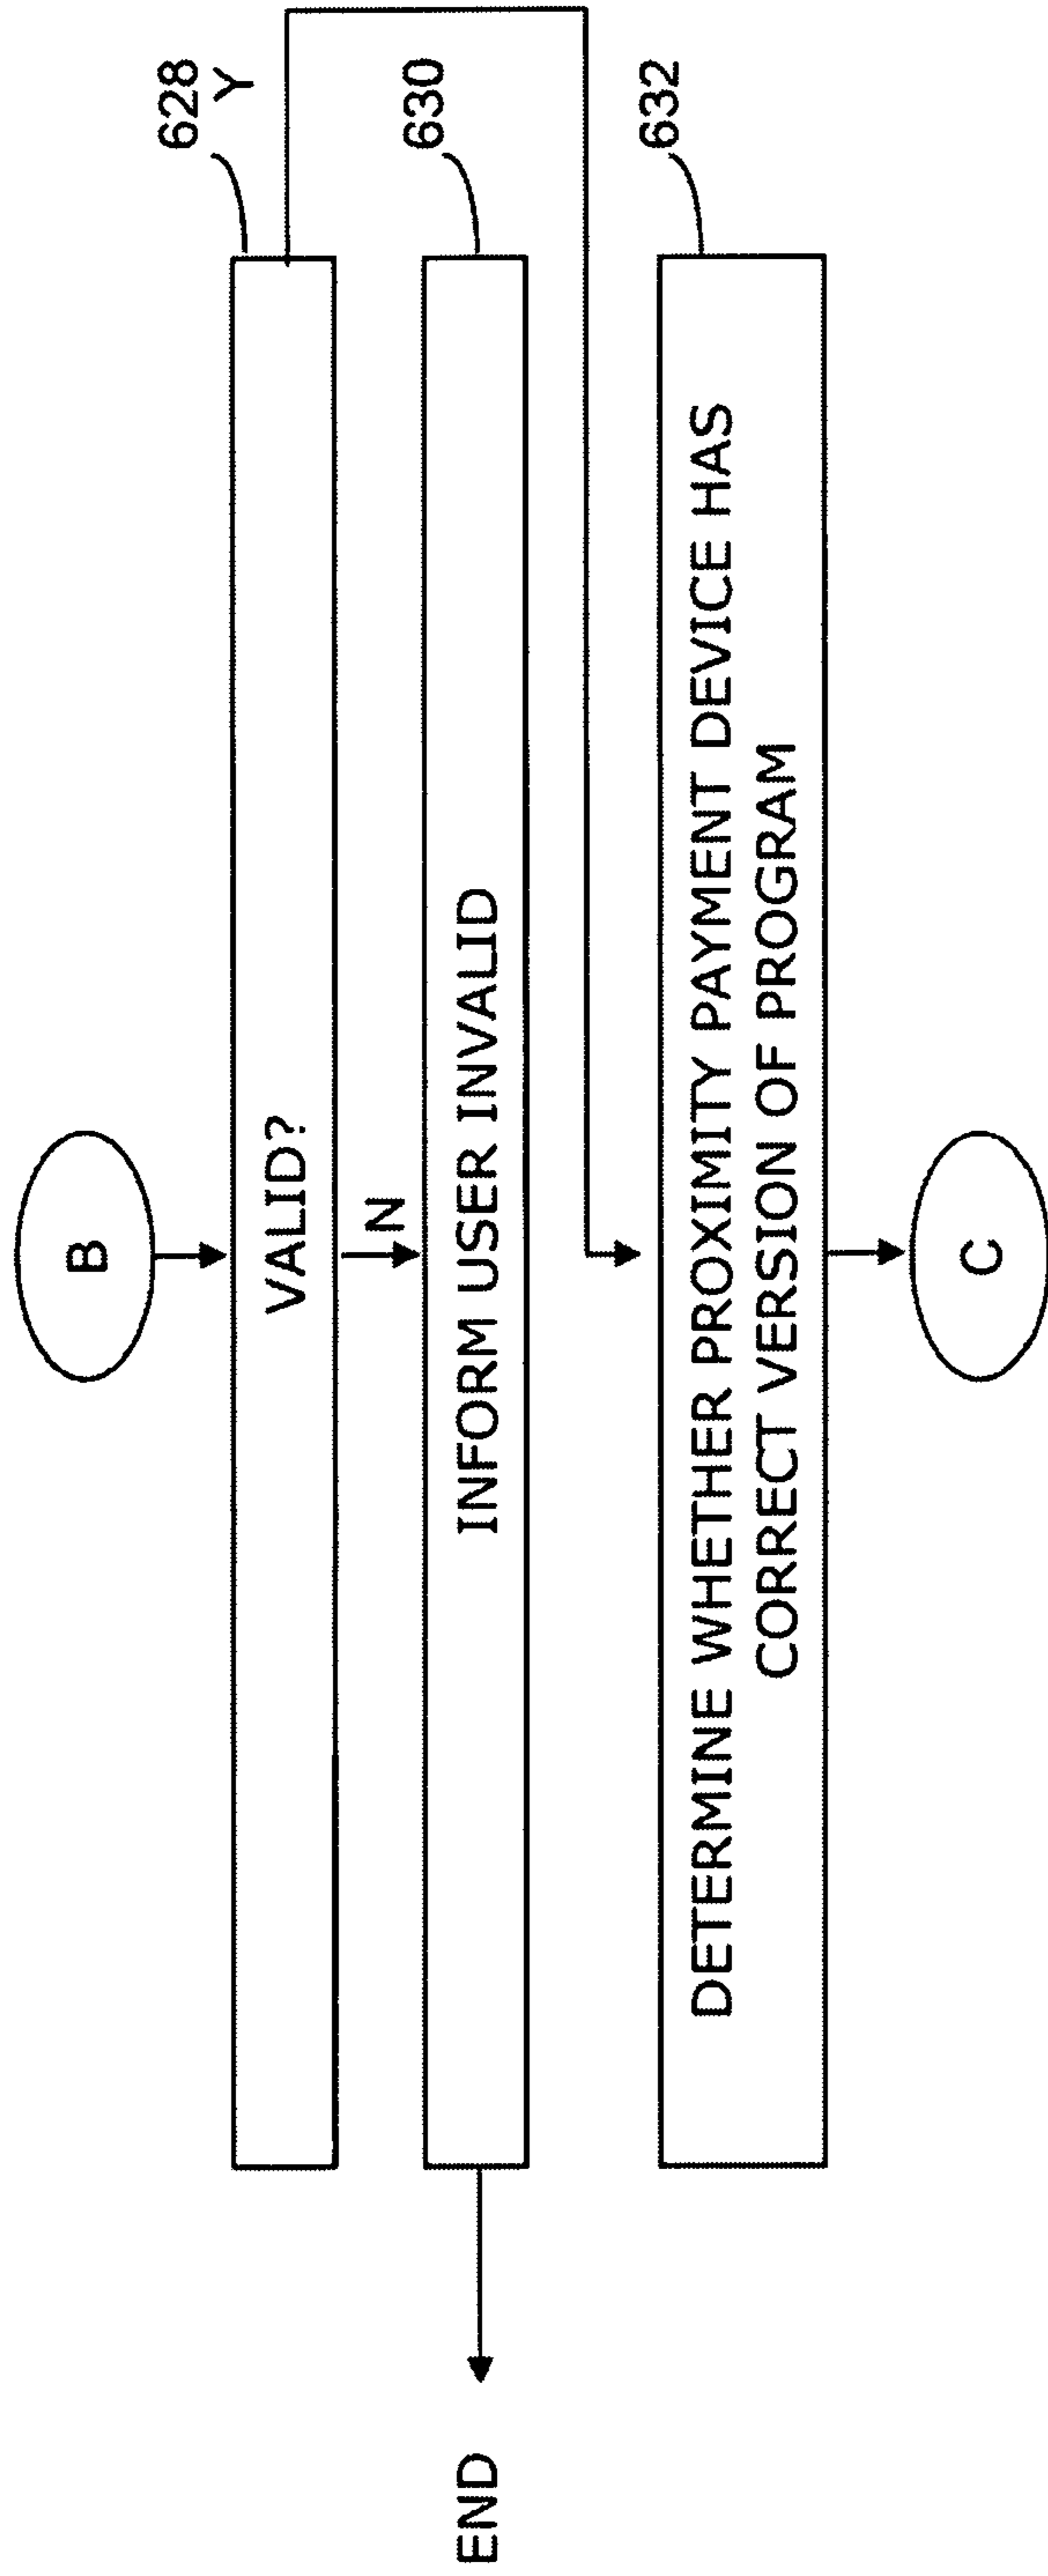 B
628
Y
VALID?
N
630
INFORM USER INVALID
END
632
DETERMINE WHETHER PROXIMITY PAYMENT DEVICE HAS
CORRECT VERSION OF PROGRAM
C